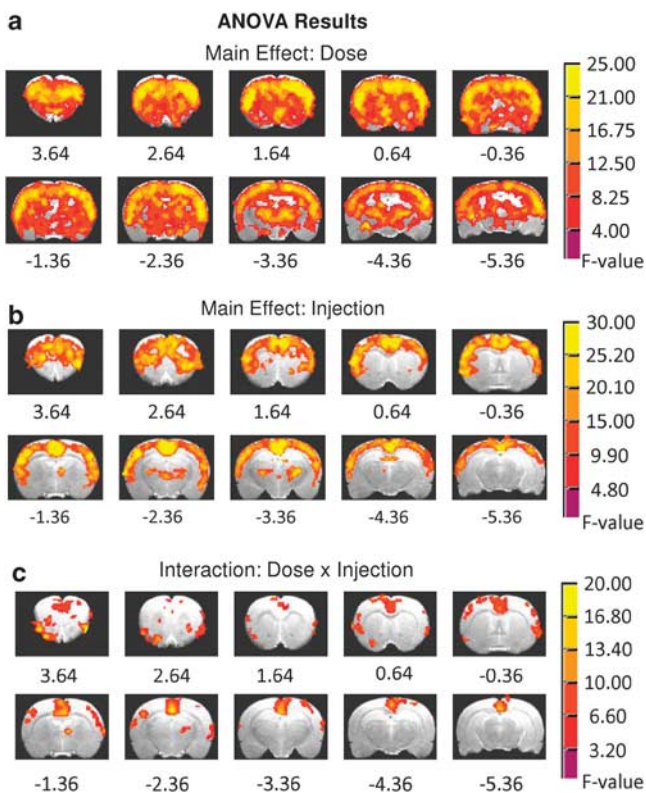 a
ANOVA Results
Main Effect: Dose
3.64 2.64 1.64 0.64 -0.36
-1.36 -2.36 -3.36 -4.36 -5.36
25.00
21.00
16.75
12.50
8.25
4.00
F-value
b
Main Effect: Injection
3.64 2.64 1.64 0.64 -0.36
-1.36 -2.36 -3.36 -4.36 -5.36
30.00
25.20
20.10
15.00
9.90
4.80
F-value
c
Interaction: Dose x Injection
3.64 2.64 1.64 0.64 -0.36
-1.36 -2.36 -3.36 -4.36 -5.36
20.00
16.80
13.40
10.00
6.60
3.20
F-value